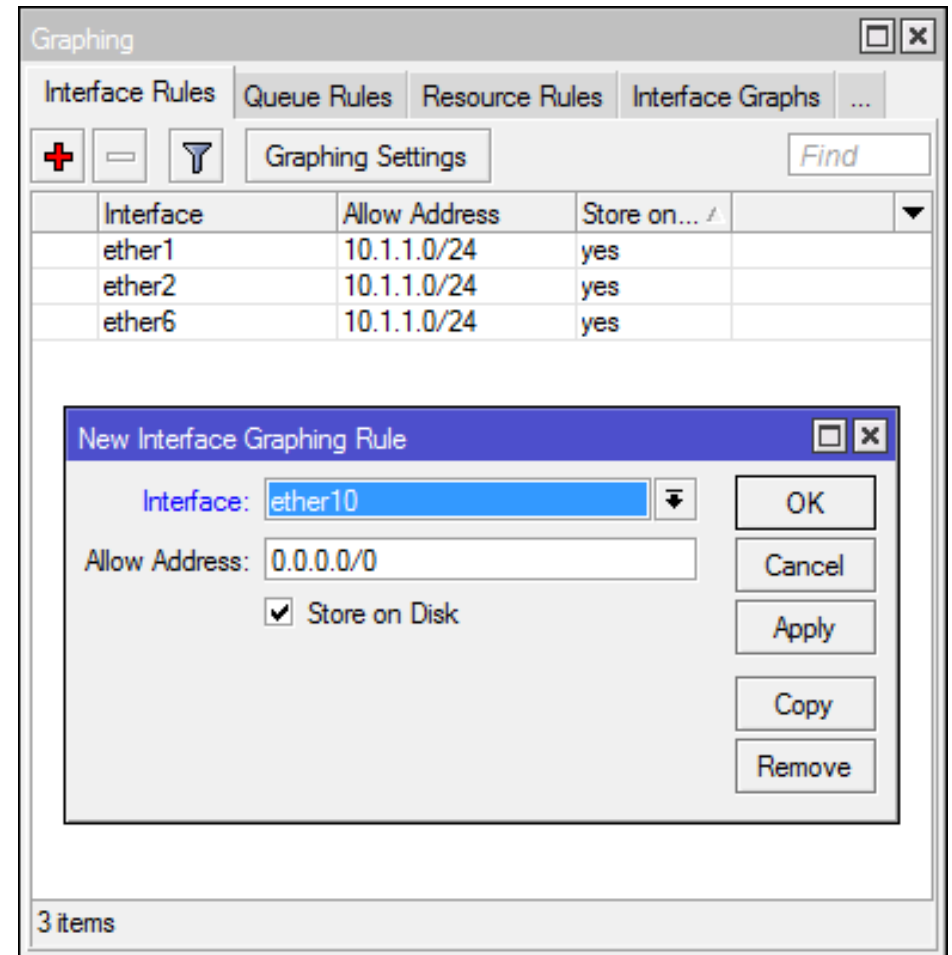 Graphing
Interface Rules Queue Rules Resource Rules Interface Graphs ...
Graphing Settings Find
Interface Allow Address Store on...
ether1 10.1.1.0/24 yes
ether2 10.1.1.0/24 yes
ether6 10.1.1.0/24 yes
New Interface Graphing Rule
Interface: ether10 OK
Allow Address: 0.0.0.0/0 Cancel
Store on Disk Apply
Copy
Remove
3 items